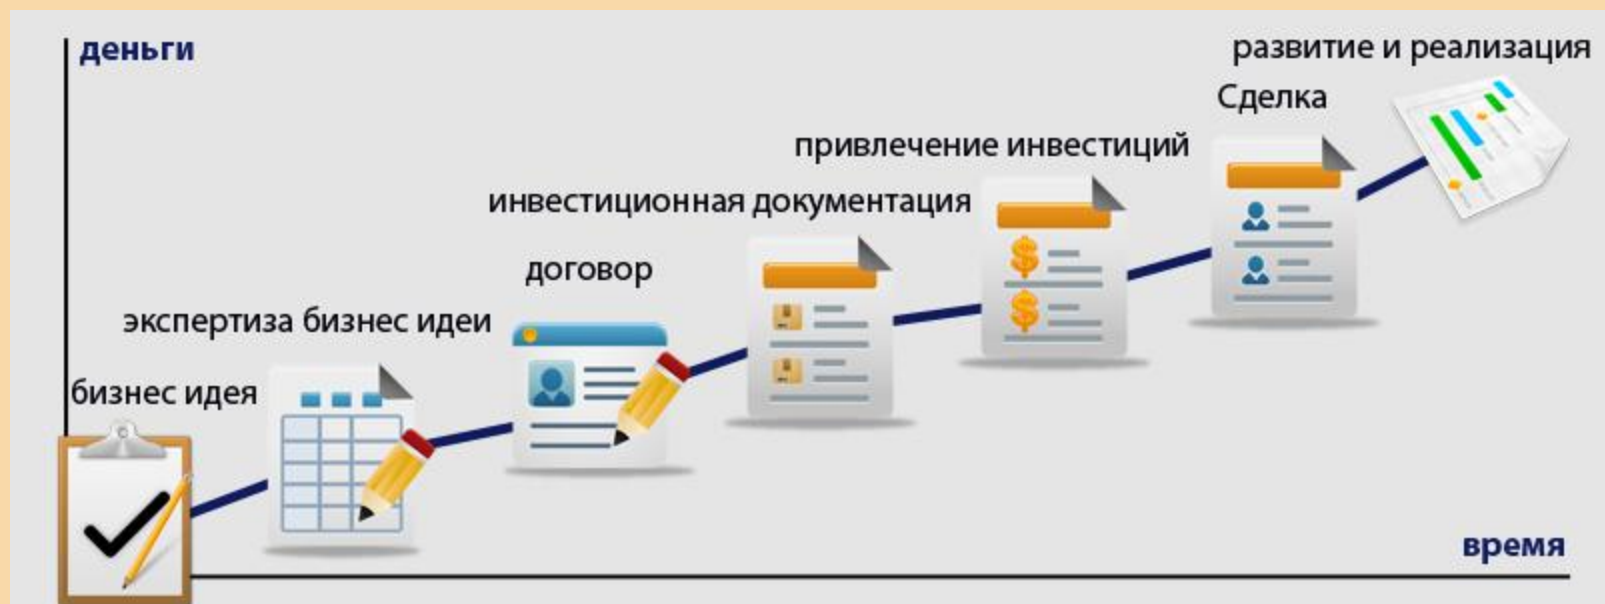 деньги
бизнес идея
экспертиза бизнес идеи
договор
инвестиционная документация
привлечение инвестиций
Сделка
развитие и реализация
время